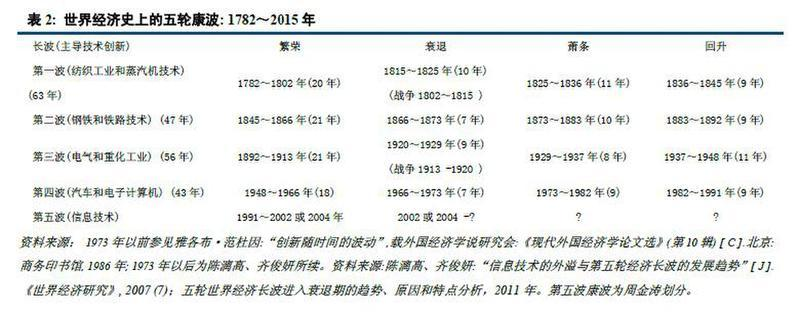 表 2: 世界经济史上的五轮康波: 1782～2015 年
长波(主导技术创新) 繁荣 衰退 萧条 回升
第一波(纺织工业和蒸汽机技术)(63 年) 1782～1802 年(20 年) 1815～1825 年(10 年)(战争 1802～1815 ) 1825～1836 年(11 年) 1836～1845 年(9 年)
第二波(钢铁和铁路技术) (47 年) 1845～1866 年(21 年) 1866～1873 年(7 年) 1873～1883 年(10 年) 1883～1892 年(9 年)
第三波(电气和重化工业) (56 年) 1892～1913 年(21 年) 1920～1929 年(9 年)(战争 1913 -1920 ) 1929～1937 年(8 年) 1937～1948 年(11 年)
第四波(汽车和电子计算机) (43 年) 1948～1966 年(18) 1966～1973 年(7 年) 1973～1982 年(9) 1982～1991 年(9 年)
第五波(信息技术) 1991～2002 或 2004 年 2002 或 2004 -? ? ?
资料来源： 1973 年以前参见雅各布·范杜因: “创新随时间的波动”,载外国经济学说研究会:《现代外国经济学论文选》(第 10 辑) [ C].北京:
商务印书馆, 1986 年; 1973 年以后为陈漓高、齐俊妍所续。资料来源:陈漓高、齐俊妍: “信息技术的外溢与第五轮经济长波的发展趋势” [ J].
《世界经济研究》, 2007 (7)； 五轮世界经济长波进入衰退期的趋势、原因和特点分析, 2011 年。第五波康波为周金涛划分。